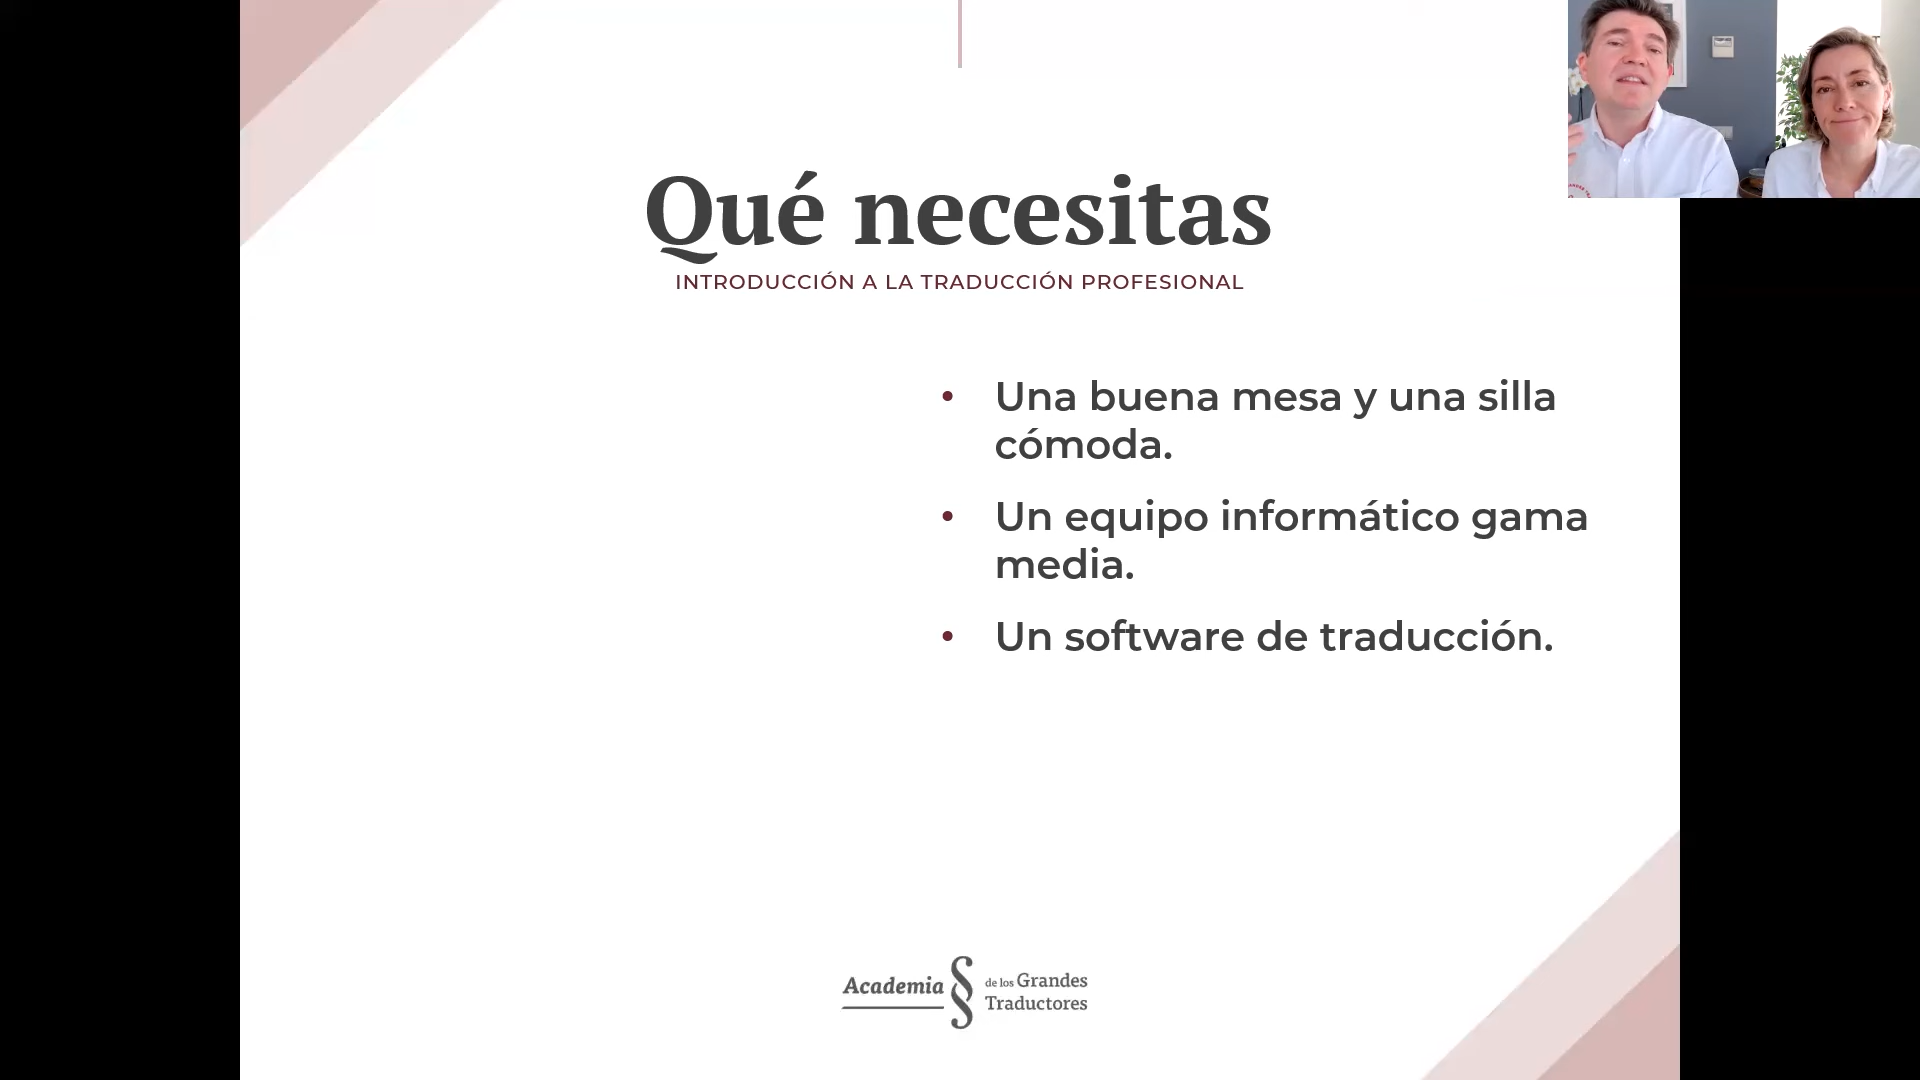 Qué necesitas
INTRODUCCIÓN A LA TRADUCCIÓN PROFESIONAL
• Una buena mesa y una silla
cómoda.
• Un equipo informático gama
media.
• Un software de traducción.
Academia de los Grandes
Traductores